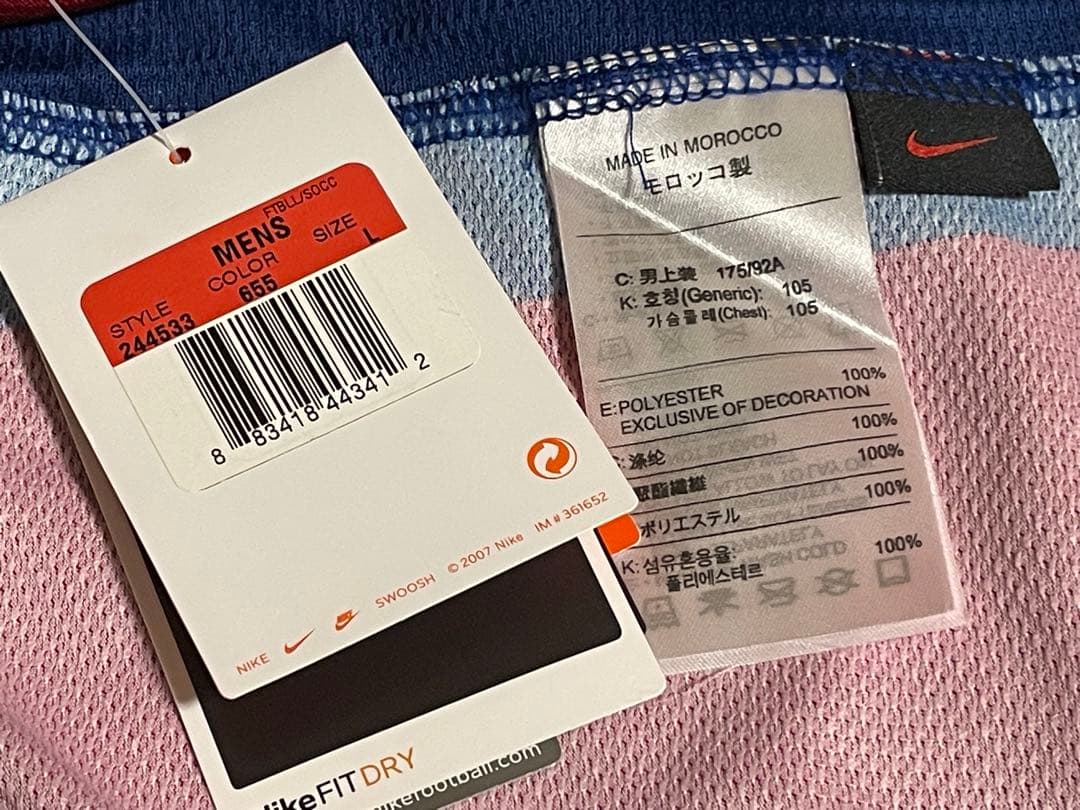 FTBLL/SOCC
MENS
SIZE
L
COLOR
655
STYLE
244533
8 83418 44341 2
IM # 361652
NIKE SWOOSH © 2007 Nike
FIT DRY
football.com
MADE IN MOROCCO
モロッコ製
C: 男上装 175/92A
K: 호칭(Generic): 105
가슴둘레(Chest): 105
E:POLYESTER 100%
EXCLUSIVE OF DECORATION
: 涤纶 100%
聚酯纖維 100%
ポリエステル 100%
K: 섬유혼용율:
폴리에스테르 100%